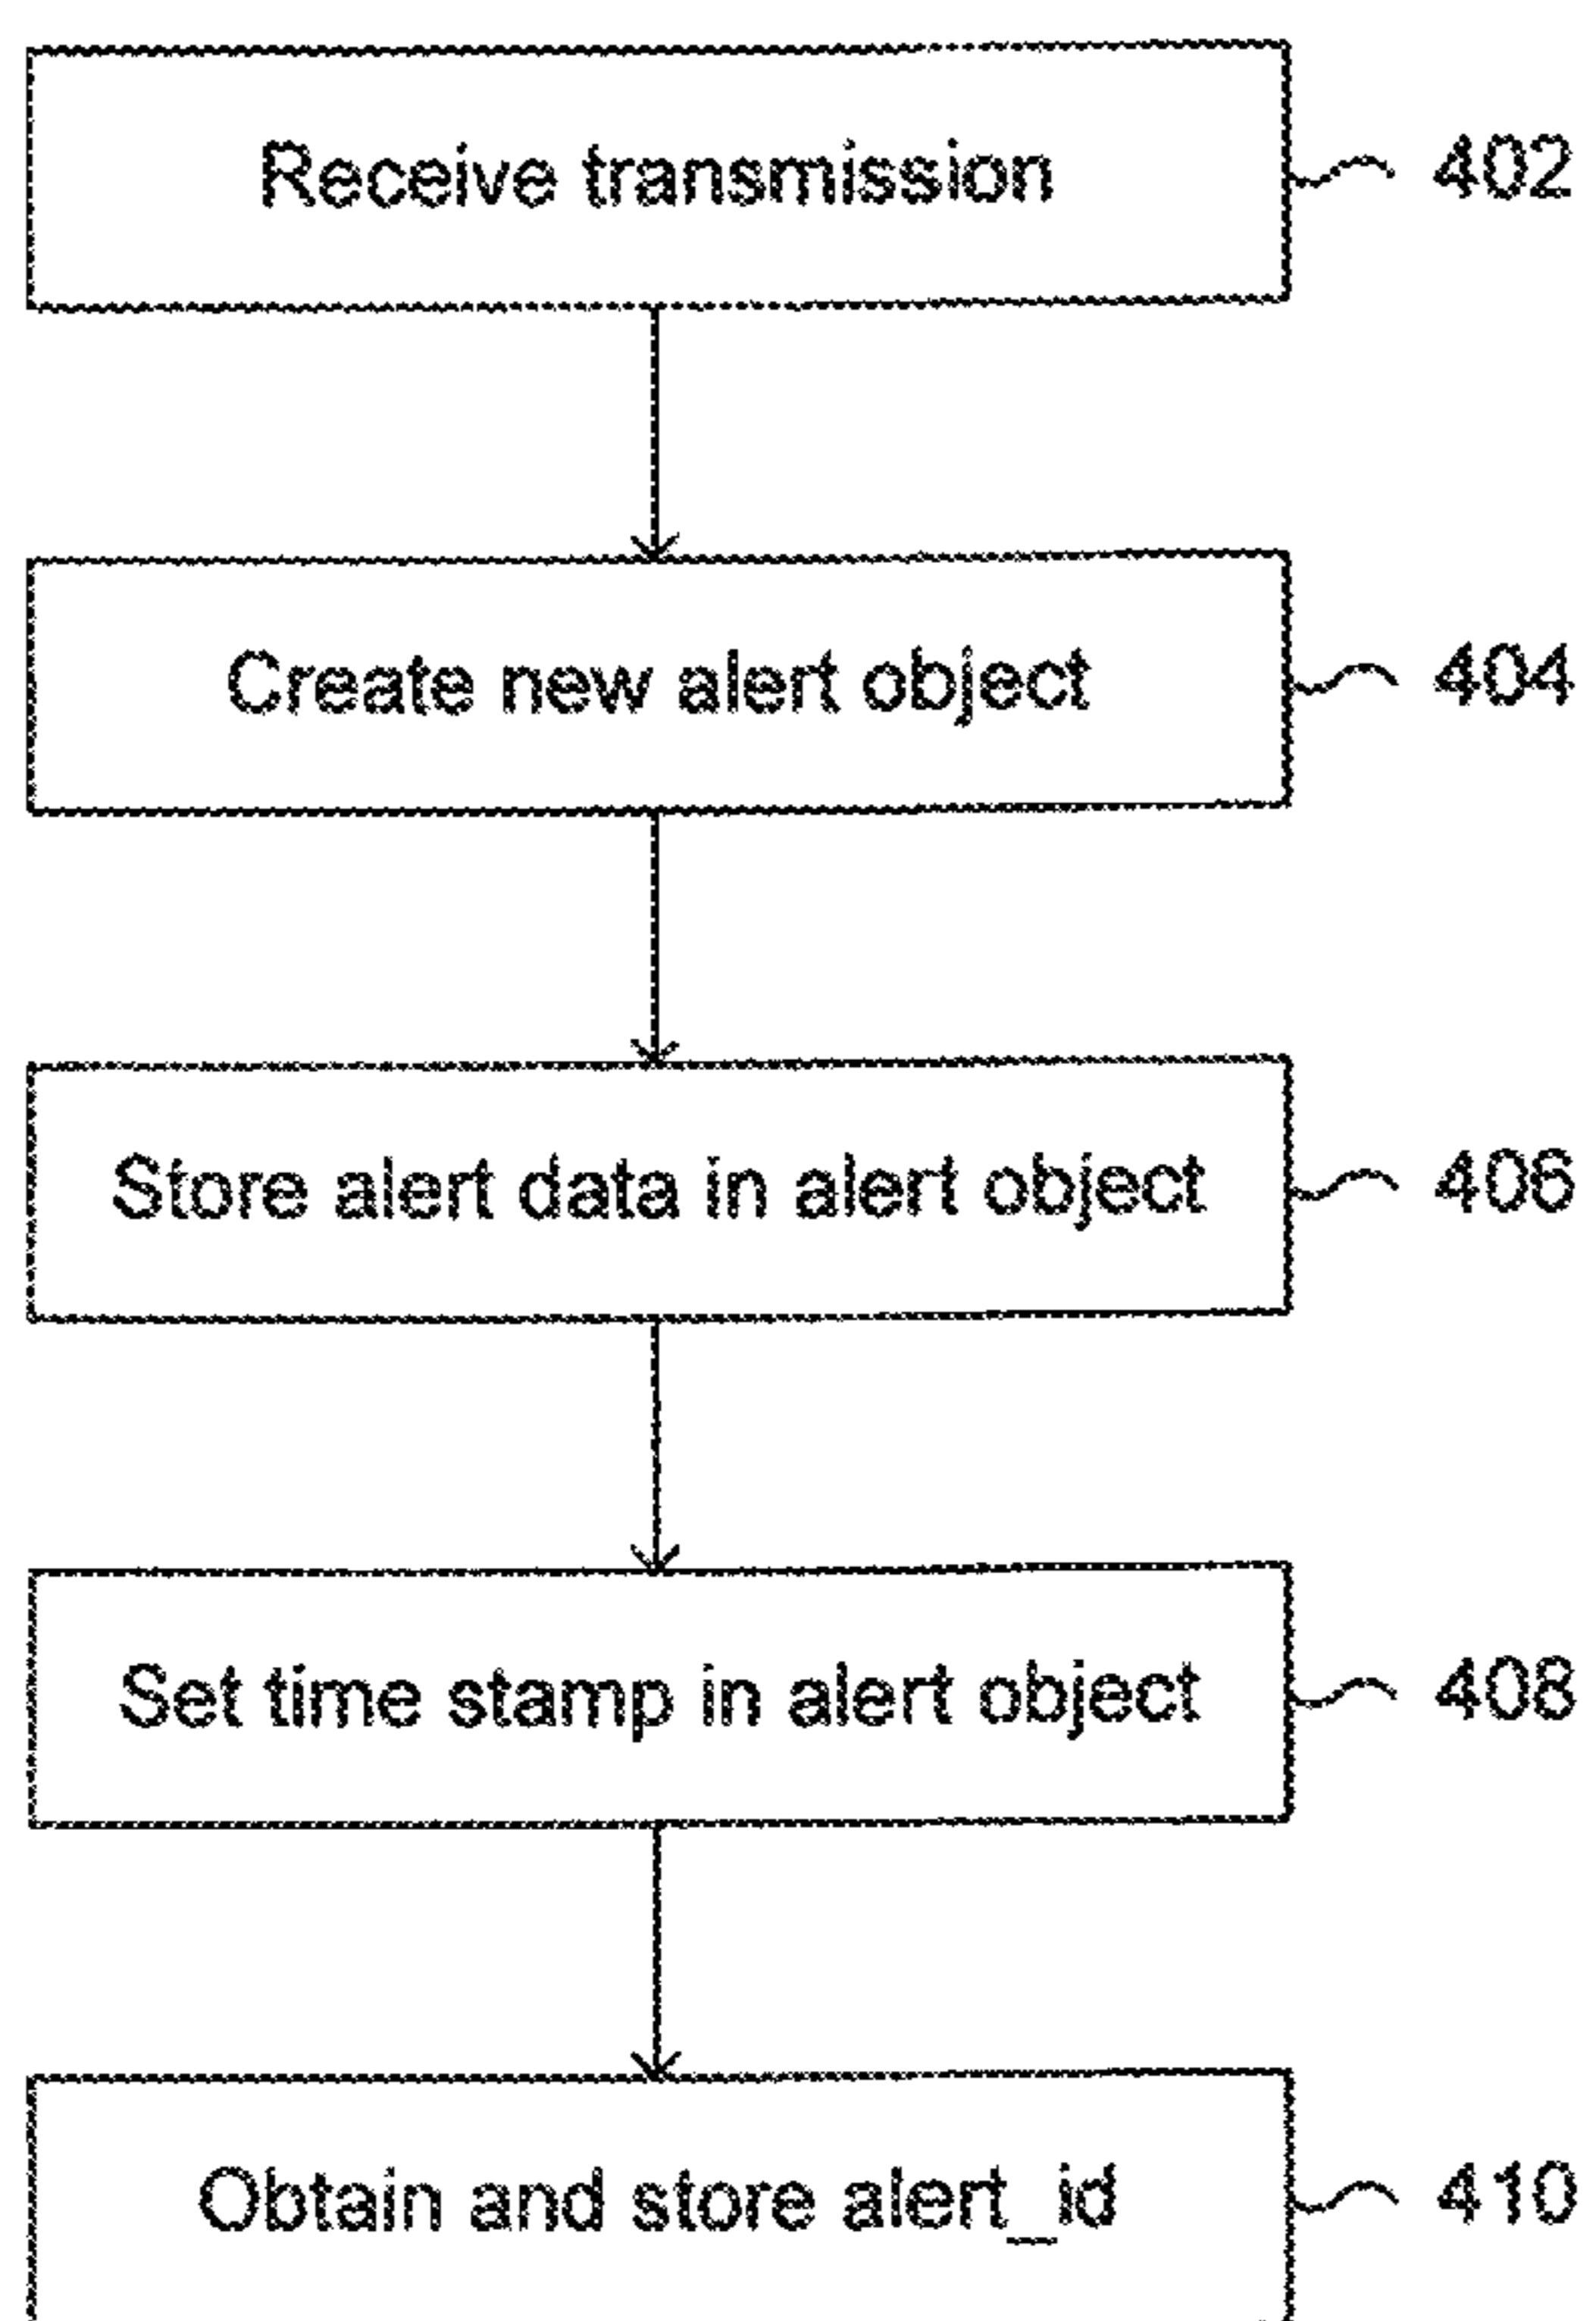 Receive transmission 402
Create new alert object 404
Store alert data in alert object 406
Set time stamp in alert object 408
Obtain and store alert_id 410